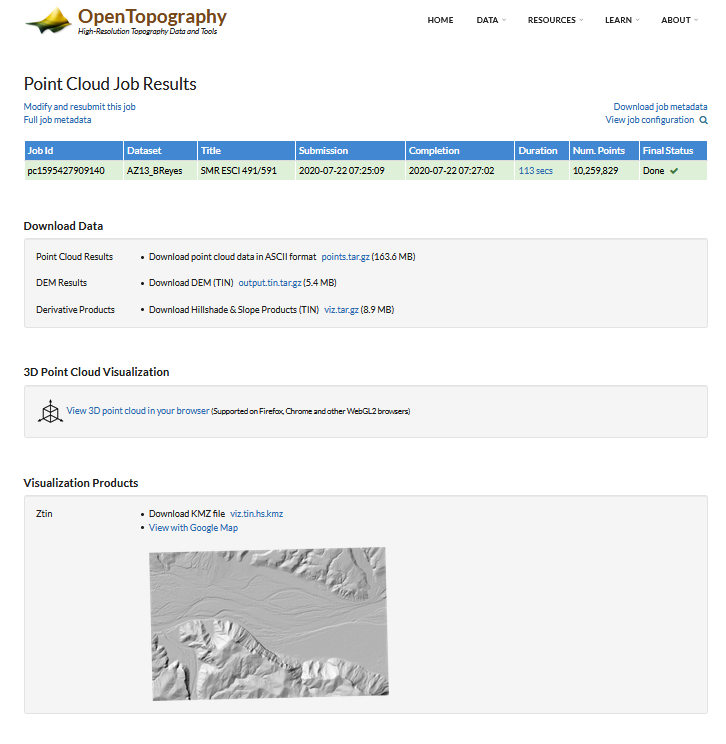 OpenTopography
High-Resolution Topography Data and Tools
HOME DATA RESOURCES LEARN ABOUT
Point Cloud Job Results
Modify and resubmit this job Download job metadata
Full job metadata View job configuration
Job Id Dataset Title Submission Completion Duration Num. Points Final Status
pc1595427909140 AZ13_BReyes SMR ESCI 491/591 2020-07-22 07:25:09 2020-07-22 07:27:02 113 secs 10,259,829 Done ✔
Download Data
Point Cloud Results • Download point cloud data in ASCII format points.tar.gz (163.6 MB)
DEM Results • Download DEM (TIN) output.tin.tar.gz (5.4 MB)
Derivative Products • Download Hillshade & Slope Products (TIN) viz.tar.gz (8.9 MB)
3D Point Cloud Visualization
View 3D point cloud in your browser (Supported on Firefox, Chrome and other WebGL2 browsers)
Visualization Products
Ztin • Download KMZ file viz.tin.hs.kmz
• View with Google Map